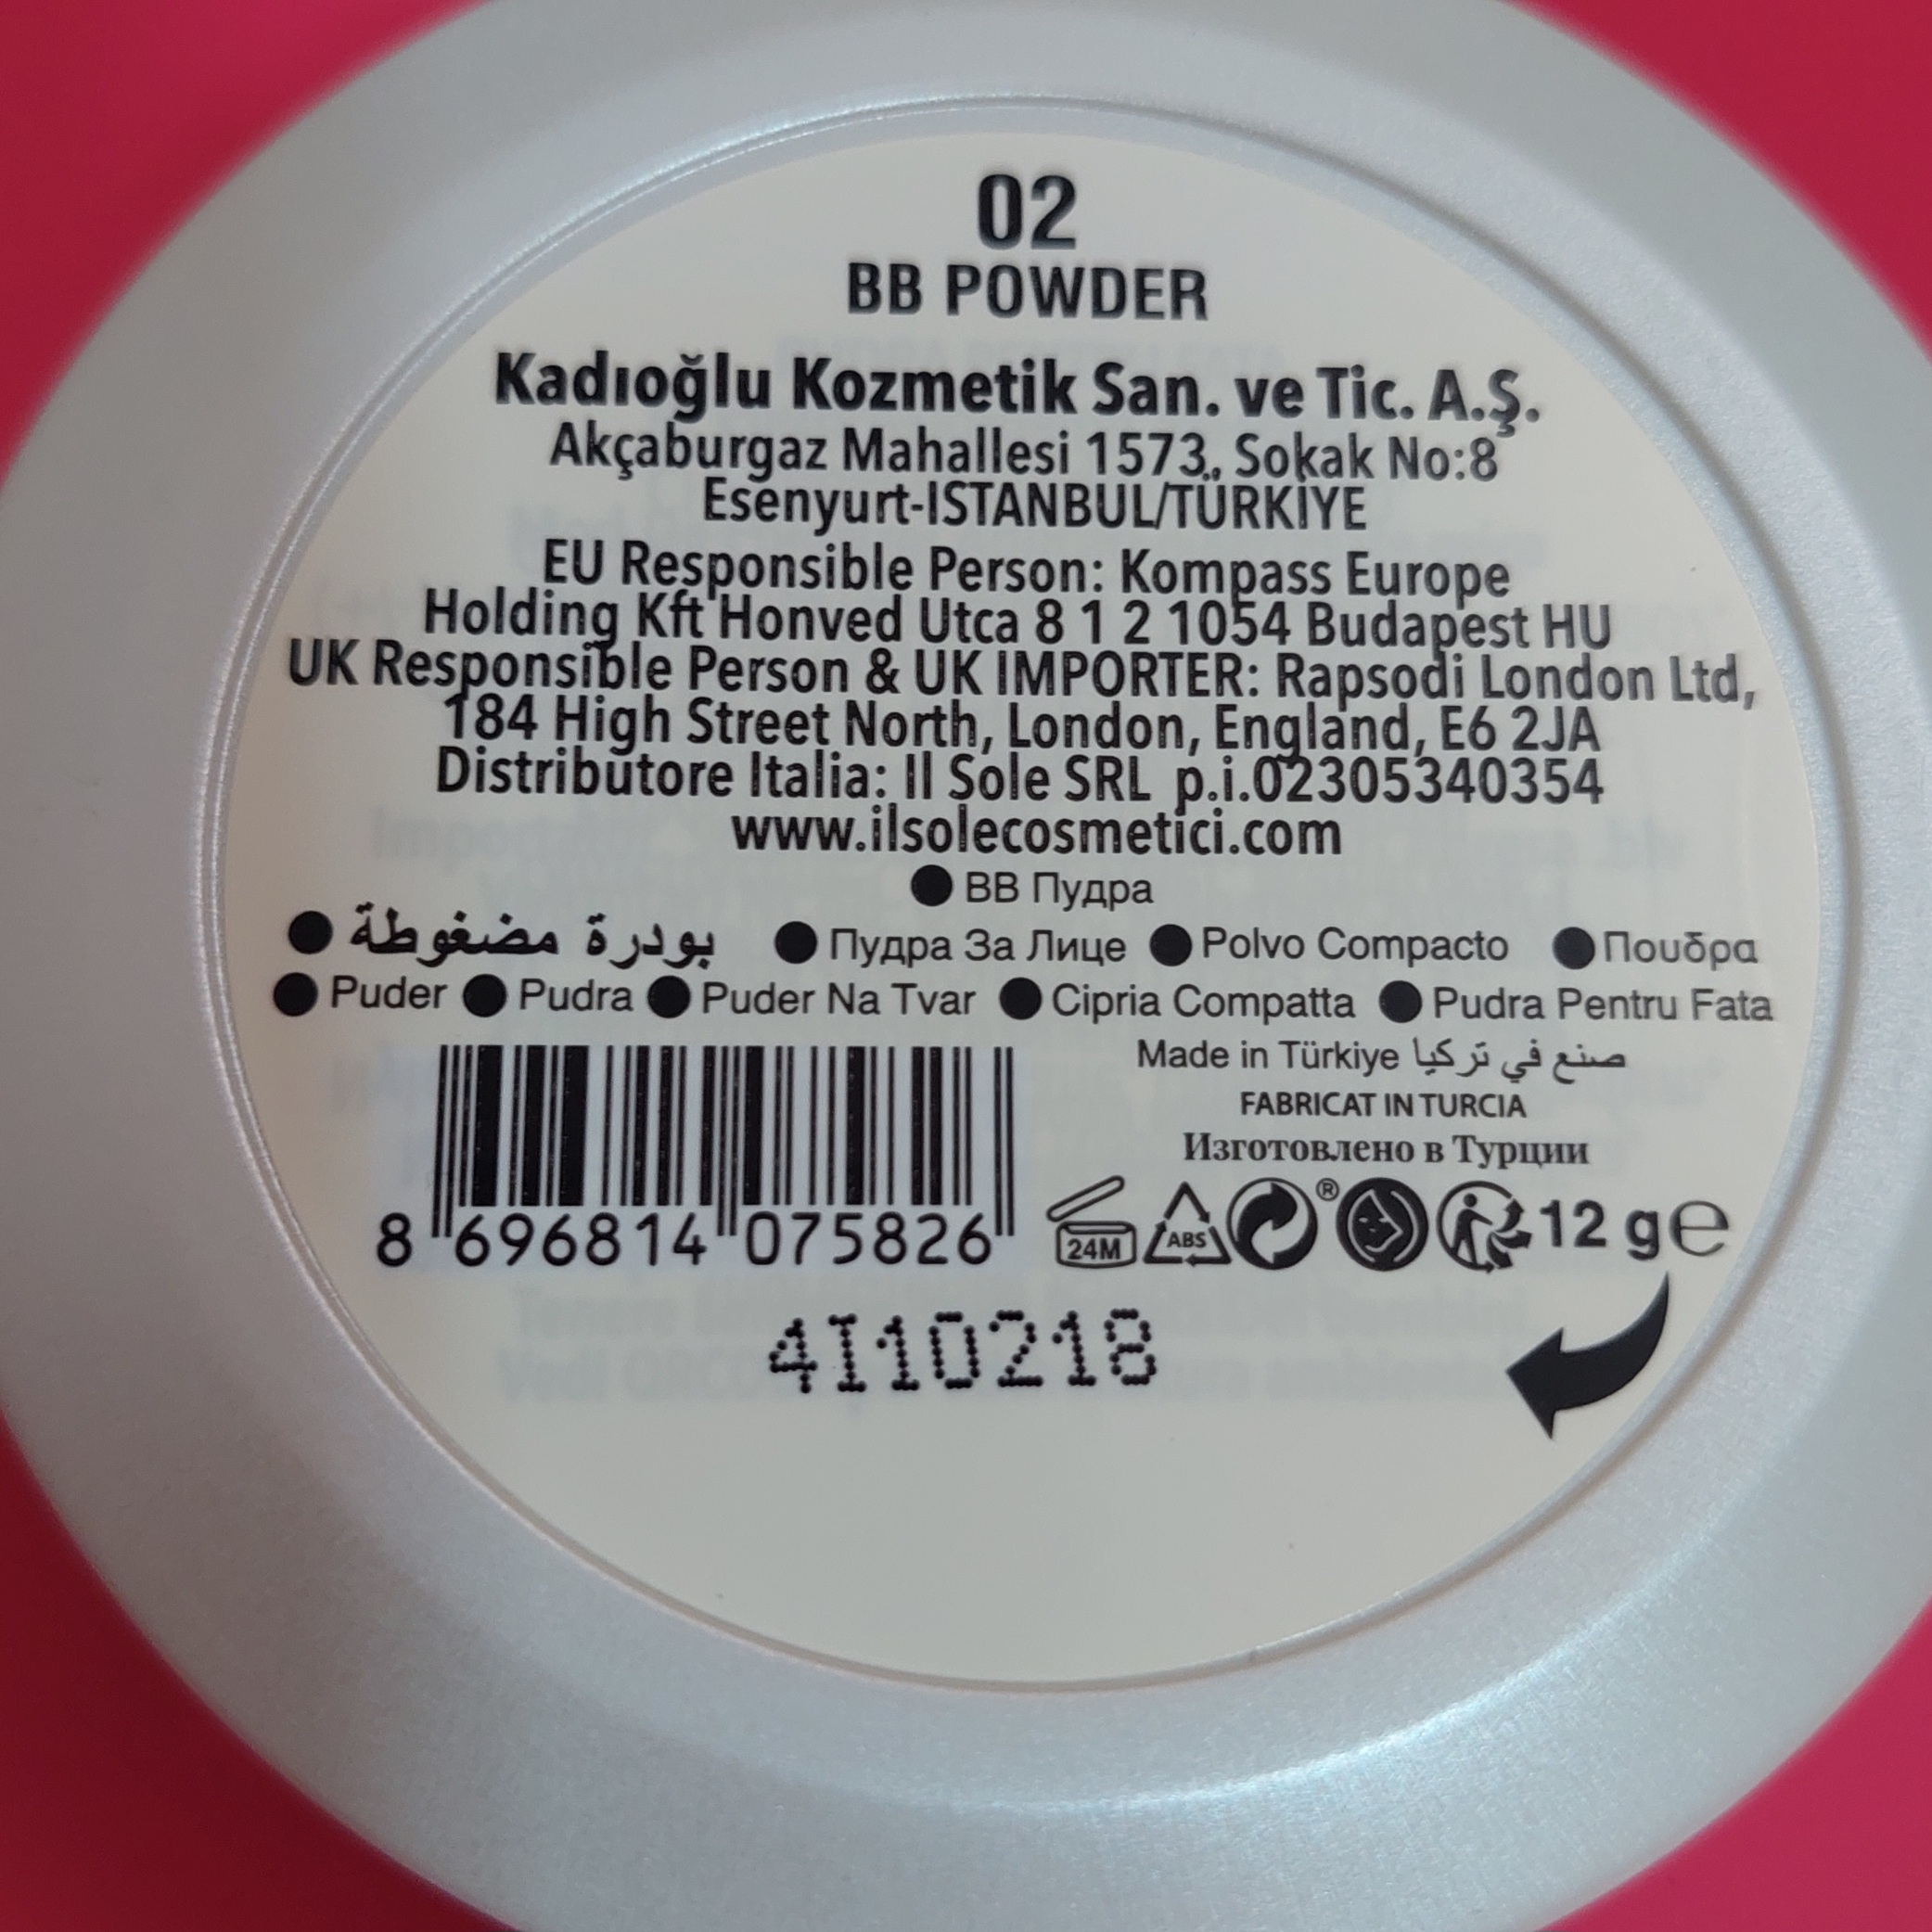 02
BB POWDER
Kadıoğlu Kozmetik San. ve Tic. A.Ş.
Akçaburgaz Mahallesi 1573. Sokak No:8
Esenyurt-ISTANBUL/TÜRKİYE
EU Responsible Person: Kompass Europe
Holding Kft Honved Utca 8 1 2 1054 Budapest HU
UK Responsible Person & UK IMPORTER: Rapsodi London Ltd,
184 High Street North, London, England, E6 2JA
Distributore Italia: Il Sole SRL p.i.02305340354
www.ilsolecosmetici.com
● BB Пудра
● بودرة مضغوطة ● Пудра За Лице ● Polvo Compacto ● Πουδρα
● Puder ● Pudra ● Puder Na Tvar ● Cipria Compatta ● Pudra Pentru Fata
Made in Türkiye صنع في تركيا
FABRICAT IN TURCIA
Изготовлено в Турции
8 696814 075826
24M ABS ® 12 g e
4I10218